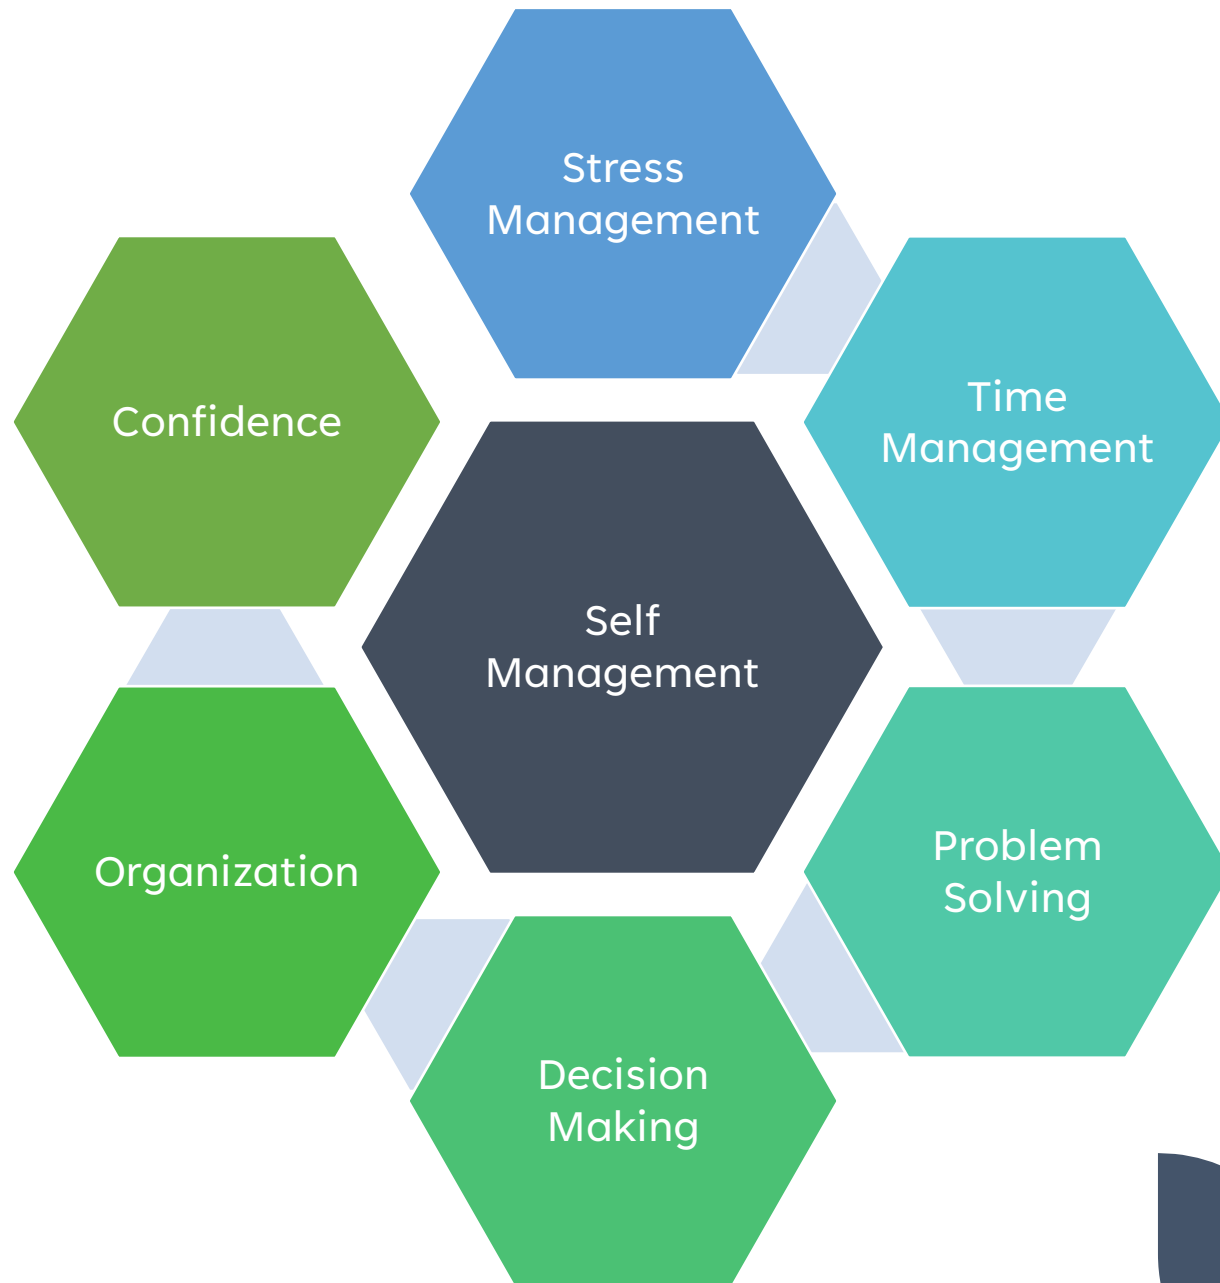 Stress
Management
Time
Management
Confidence
Self
Management
Problem
Solving
Organization
Decision
Making